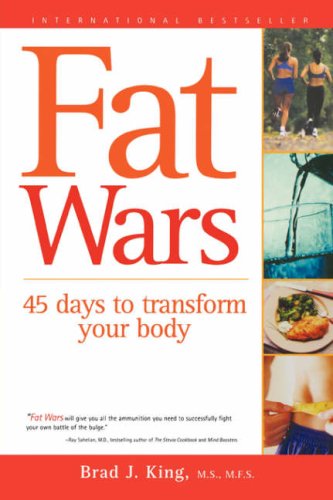 INTERNATIONAL BESTSELLER
Fat
Wars
45 days to transform
your body
"Fat Wars will give you all the ammunition you need to successfully fight
your own battle of the bulge."
—Ray Sahelian, M.D., bestselling author of The Stevia Cookbook and Mind Boosters
Brad J. King, M.S., M.F.S.